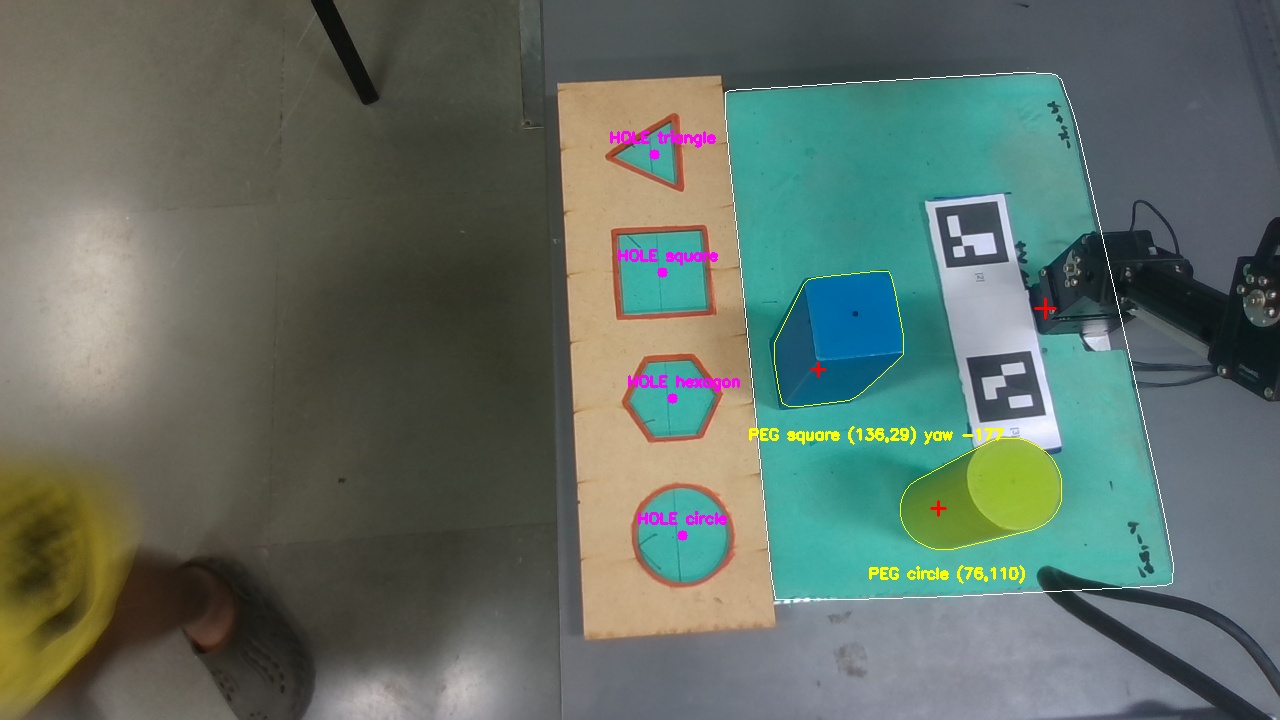 HOLE triangle
HOLE square
HOLE hexagon
PEG square (136,29) yaw -177
HOLE circle
PEG circle (76,110)